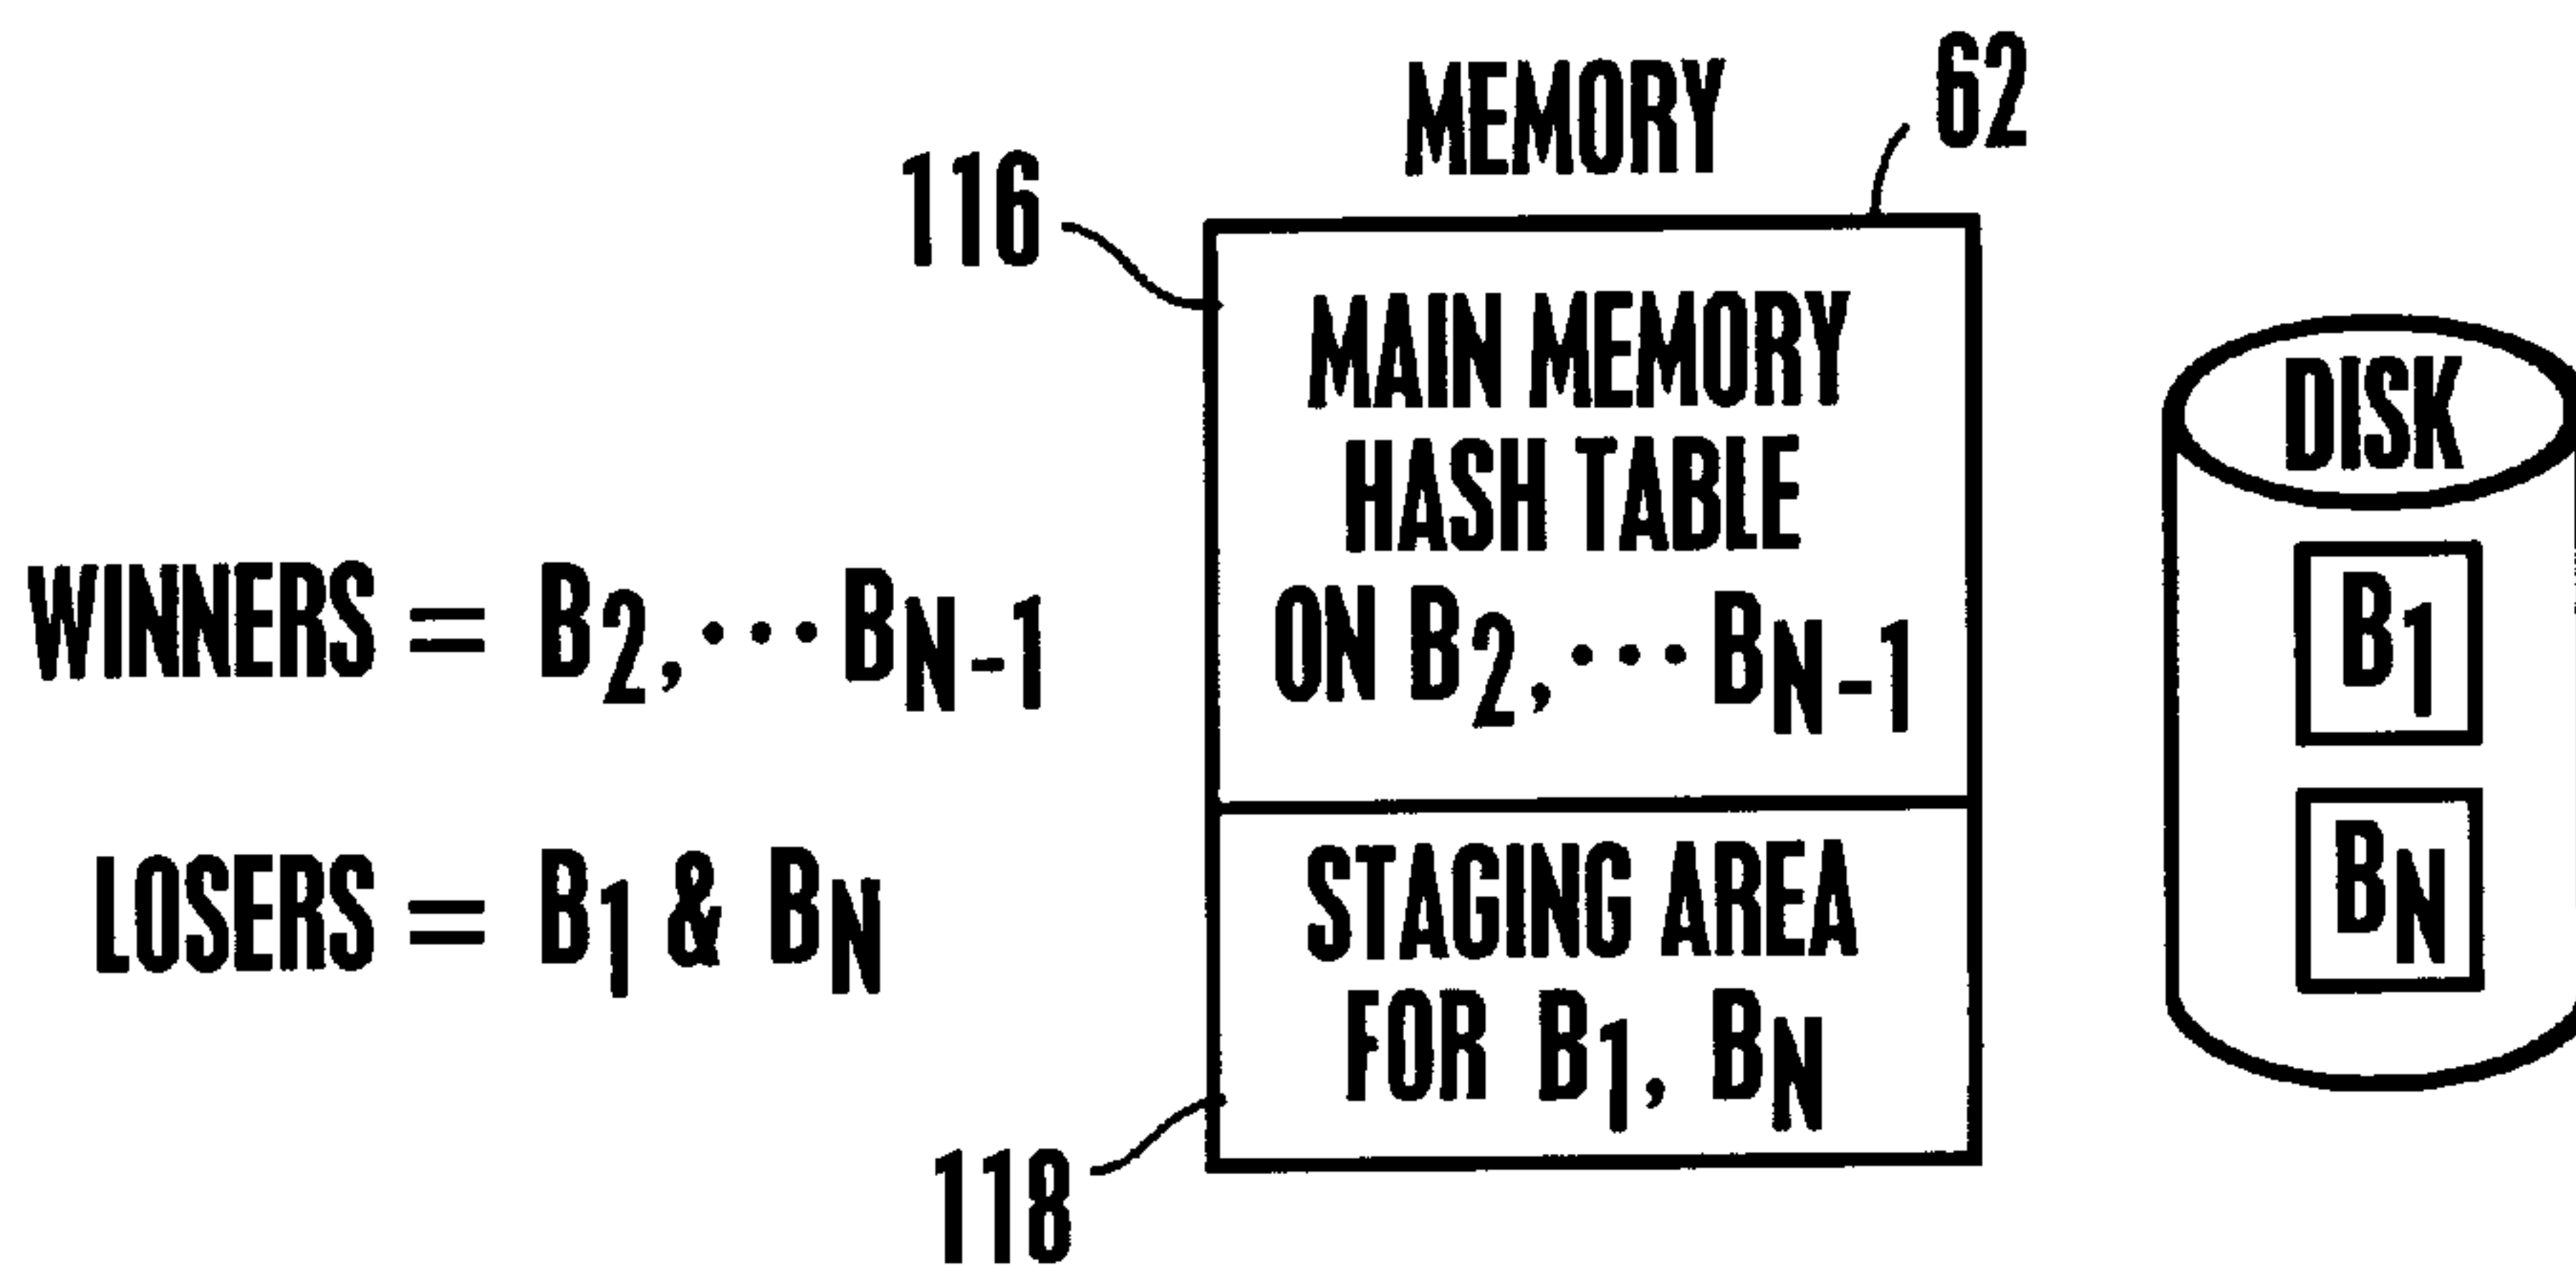 MEMORY
62
116
MAIN MEMORY
HASH TABLE
ON B2,···BN-1
DISK
B1
BN
WINNERS = B2,···BN-1
LOSERS = B1 & BN
STAGING AREA
FOR B1, BN
118